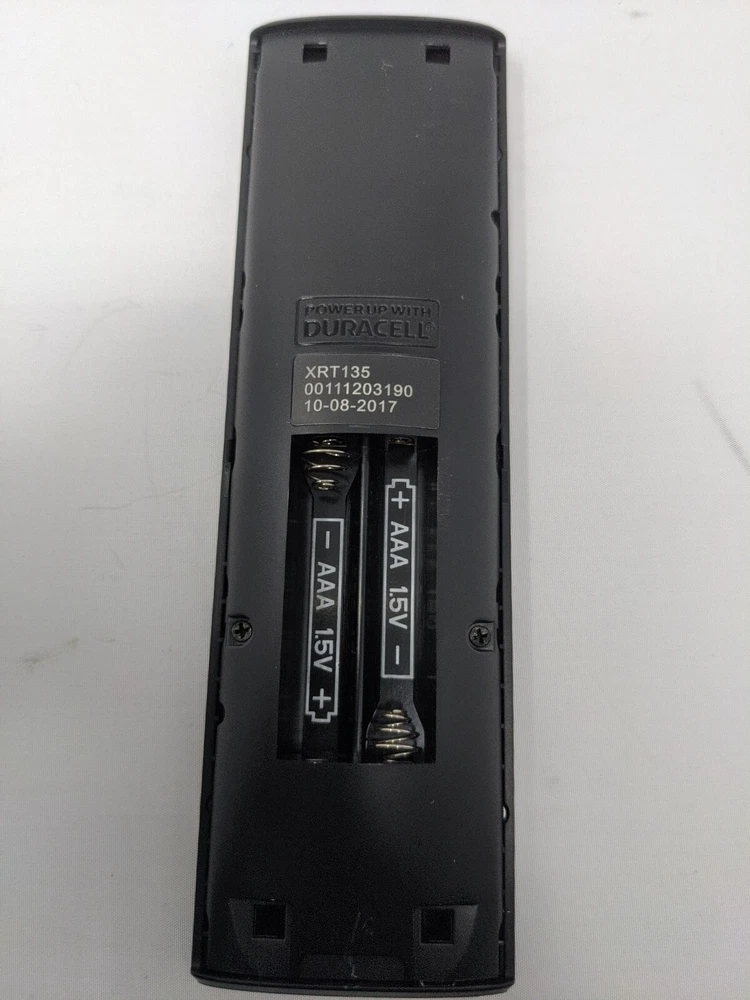 POWER UP WITH
DURACELL®
XRT135
00111203190
10-08-2017
- AAA 1.5V +
+ AAA 1.5V -